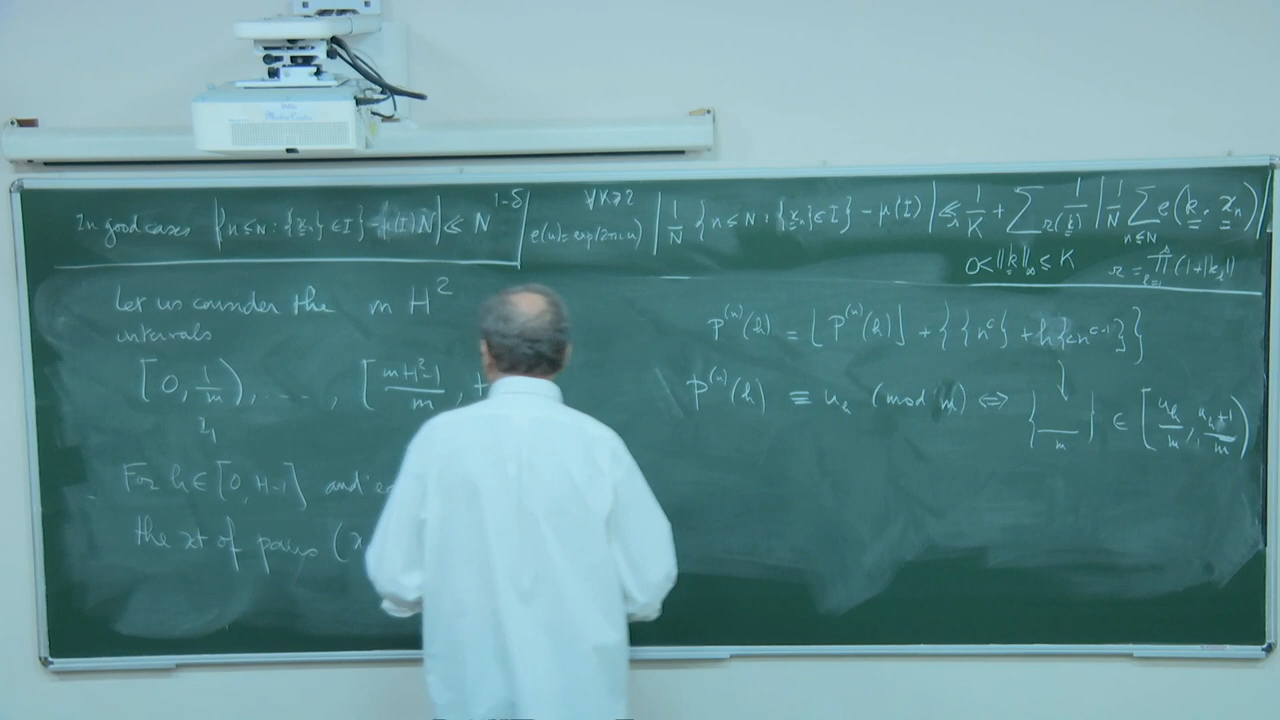 In good cases |{n≤N : {x_n} ∈ I} - μ(I)N| ≪ N^{1-δ}
e(u) = exp(2πiu)
∀K≥2
|1/N {n≤N : {x_n} ∈ I} - μ(I)| ≤ 1/K + ∑ 1/r(k) |1/N ∑_{n≤N} e(k · x_n)|
0<||k||_∞ ≤ K
r = ∏ (1+|k_l|)
Let us consider the m H^2
intervals
[0, 1/m), ..., [m+H^2-1/m,
I_1
For h ∈ [0, H-1] and
the set of pairs (x
P^{(n)}(h) = ⌊P^{(n)}(h)⌋ + {{n^c} + h{cn^{c-1}}}
P^{(n)}(h) ≡ u_h (mod m) ⇔ {—/m} ∈ [u_h/m, u_h+1/m)